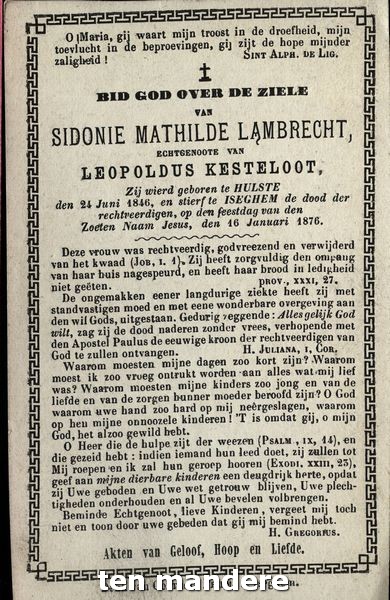 O Maria, gij waart mijn troost in de droefheid, mijn
toevlucht in de beproevingen, gij zijt de hope mijnder
zaligheid !
SINT ALPH. DE LIG.
BID GOD OVER DE ZIELE
VAN
SIDONIE MATHILDE LAMBRECHT,
ECHTGENOOTE VAN
LEOPOLDUS KESTELOOT,
Zij wierd geboren te HULSTE
den 24 Juni 1846, en stierf te ISEGHEM de dood der
rechtveerdigen, op den feestdag van den
Zoeten Naam Jesus, den 16 Januari 1876.
Deze vrouw was rechtveerdig, godvreezend en verwijderd
van het kwaad (JOB, I. 1). Zij heeft zorgvuldig den omgang
van haar huis nagespeurd, en heeft haar brood in ledigheid
niet geëten.
PROV., XXXI, 27.
De ongemakken eener langdurige ziekte heeft zij met
standvastigen moed en met eene wonderbare overgeving aan
den wil Gods, uitgestaan. Gedurig zeggende : Alles gelijk God
wilt, zag zij de dood naderen zonder vrees, verhopende met
den Apostel Paulus de eeuwige kroon der rechtveerdigen van
God te zullen ontvangen.
H. JULIANA, I, COR,
Waarom moesten mijne dagen zoo kort zijn? Waarom
moest ik zoo vroeg ontrukt worden aan alles wat mij lief
was? Waarom moesten mijne kinders zoo jong en van de
liefde en van de zorgen bunner moeder beroofd zijn? O God
waarom uwe hand zoo hard op mij neêrgeslagen, waarom
op hen mijne onnoozele kinderen ! 'T is omdat gij, o mijn
God, het alzoo gewild hebt.
O Heer die de hulpe zijt der weezen (PSALM, IX, 14), en
die gezeid hebt : indien iemand hun leed doet, zij zullen tot
Mij roepen en ik zal hun geroep hooren (EXODI. XXIII, 23),
geef aan mijne dierbare kinderen een deugdrijk herte, opdat
zij Uwe geboden en Uwe wet getrouw blijven, Uwe plech-
tigheden onderhouden en al Uwe bevelen volbrengen.
Beminde Echtgenoot, lieve Kinderen, vergeet mij toch
niet en toon door uwe gebeden dat gij mij bemind hebt.
H. GREGORIUS.
Akten van Geloof, Hoop en Liefde.
ten mandere